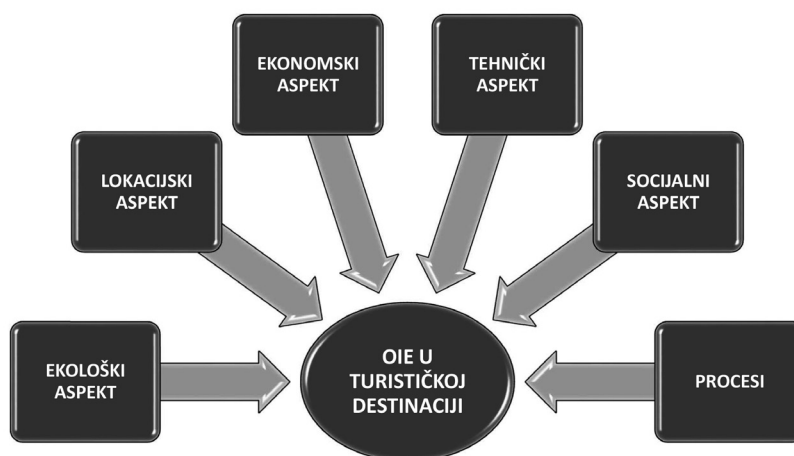 EKONOMSKI
ASPEKT
TEHNIČKI
ASPEKT
LOKACIJSKI
ASPEKT
SOCIJALNI
ASPEKT
EKOLOŠKI
ASPEKT
OIE U
TURISTIČKOJ
DESTINACIJI
PROCESI